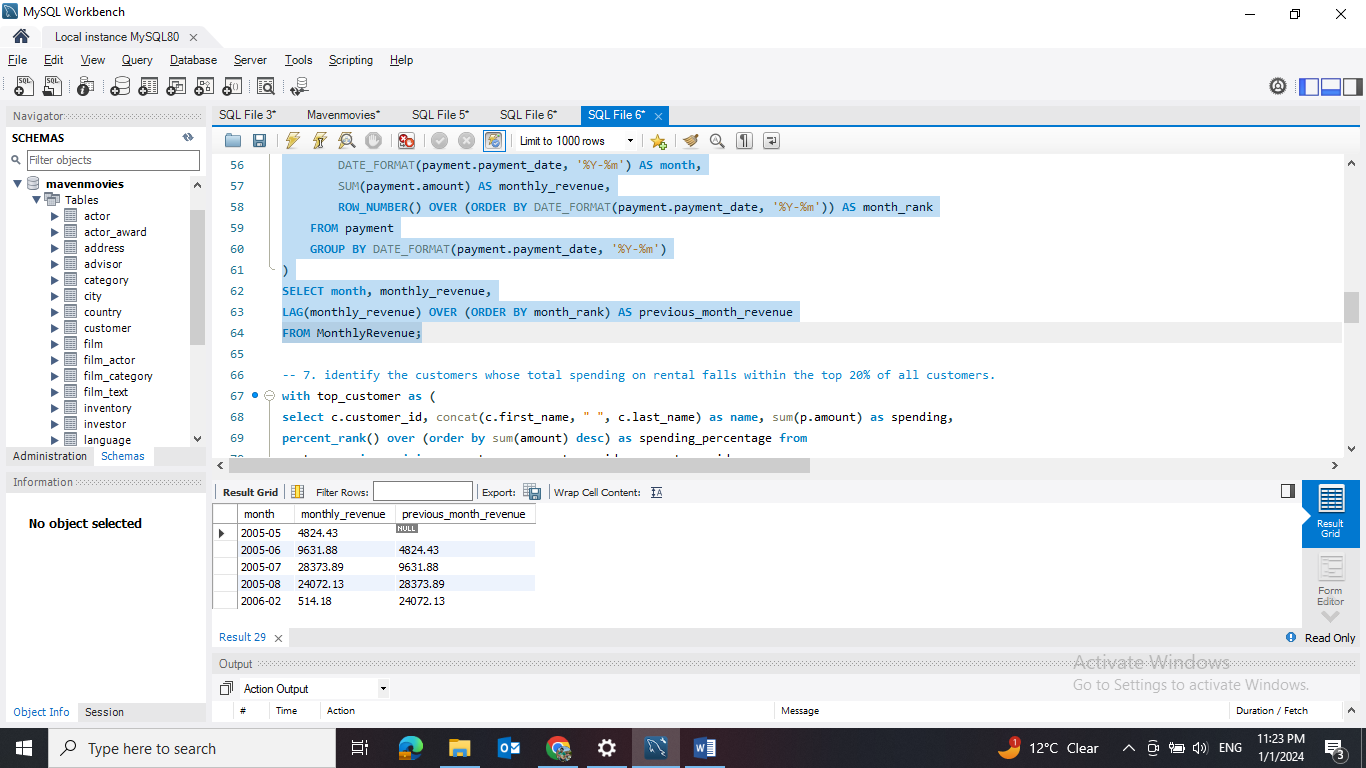 MySQL Workbench
Local instance MySQL80
File Edit View Query Database Server Tools Scripting Help
Navigator
SCHEMAS
Filter objects
mavenmovies
Tables
actor
actor_award
address
advisor
category
city
country
customer
film
film_actor
film_category
film_text
inventory
investor
language
Administration Schemas
Information
No object selected
Object Info Session
SQL File 3* Mavenmovies* SQL File 5* SQL File 6* SQL File 6*
Limit to 1000 rows
56 DATE_FORMAT(payment.payment_date, '%Y-%m') AS month,
57 SUM(payment.amount) AS monthly_revenue,
58 ROW_NUMBER() OVER (ORDER BY DATE_FORMAT(payment.payment_date, '%Y-%m')) AS month_rank
59 FROM payment
60 GROUP BY DATE_FORMAT(payment.payment_date, '%Y-%m')
61 )
62 SELECT month, monthly_revenue,
63 LAG(monthly_revenue) OVER (ORDER BY month_rank) AS previous_month_revenue
64 FROM MonthlyRevenue;
65
66 -- 7. identify the customers whose total spending on rental falls within the top 20% of all customers.
67 with top_customer as (
68 select c.customer_id, concat(c.first_name, " ", c.last_name) as name, sum(p.amount) as spending,
69 percent_rank() over (order by sum(amount) desc) as spending_percentage from
Result Grid Filter Rows: Export: Wrap Cell Content:
month monthly_revenue previous_month_revenue
2005-05 4824.43 NULL
2005-06 9631.88 4824.43
2005-07 28373.89 9631.88
2005-08 24072.13 28373.89
2006-02 514.18 24072.13
Result Grid
Form Editor
Result 29
Read Only
Output
Activate Windows
Go to Settings to activate Windows.
Action Output
# Time Action Message Duration / Fetch
Type here to search
1
12°C Clear
ENG
11:23 PM
1/1/2024
3